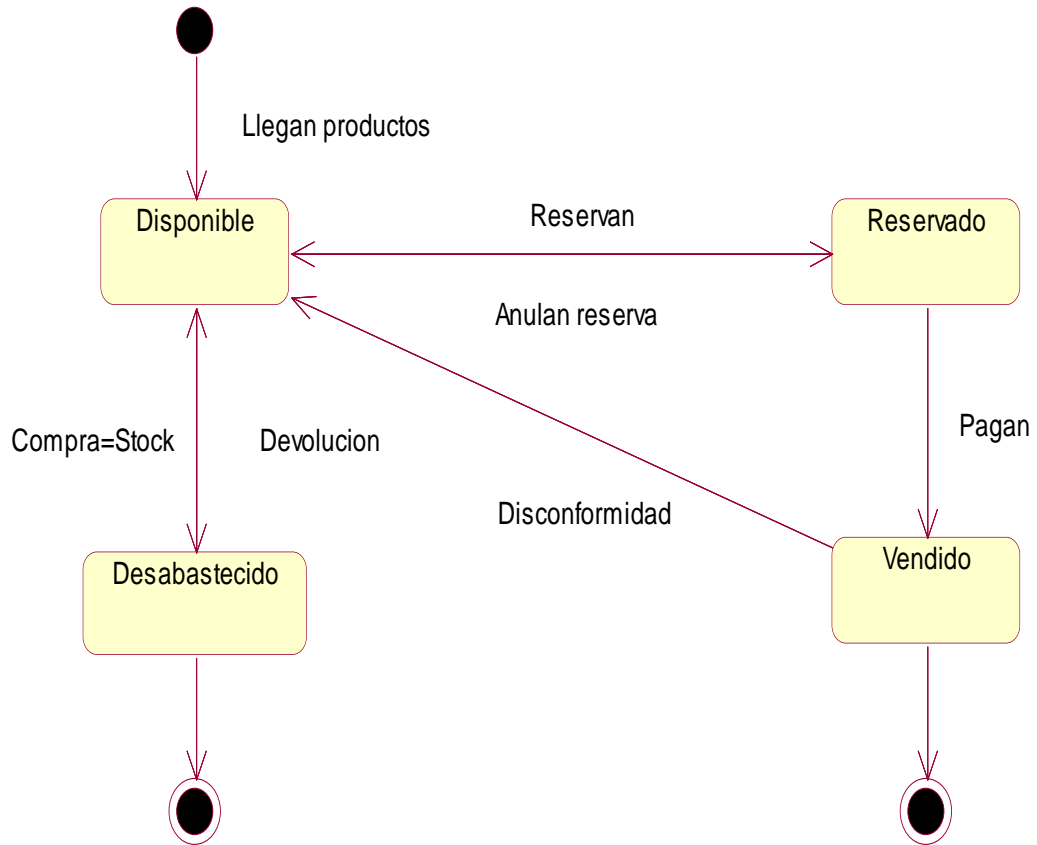 Llegan productos
Disponible
Reservan
Reservado
Anulan reserva
Compra=Stock
Devolucion
Pagan
Disconformidad
Desabastecido
Vendido